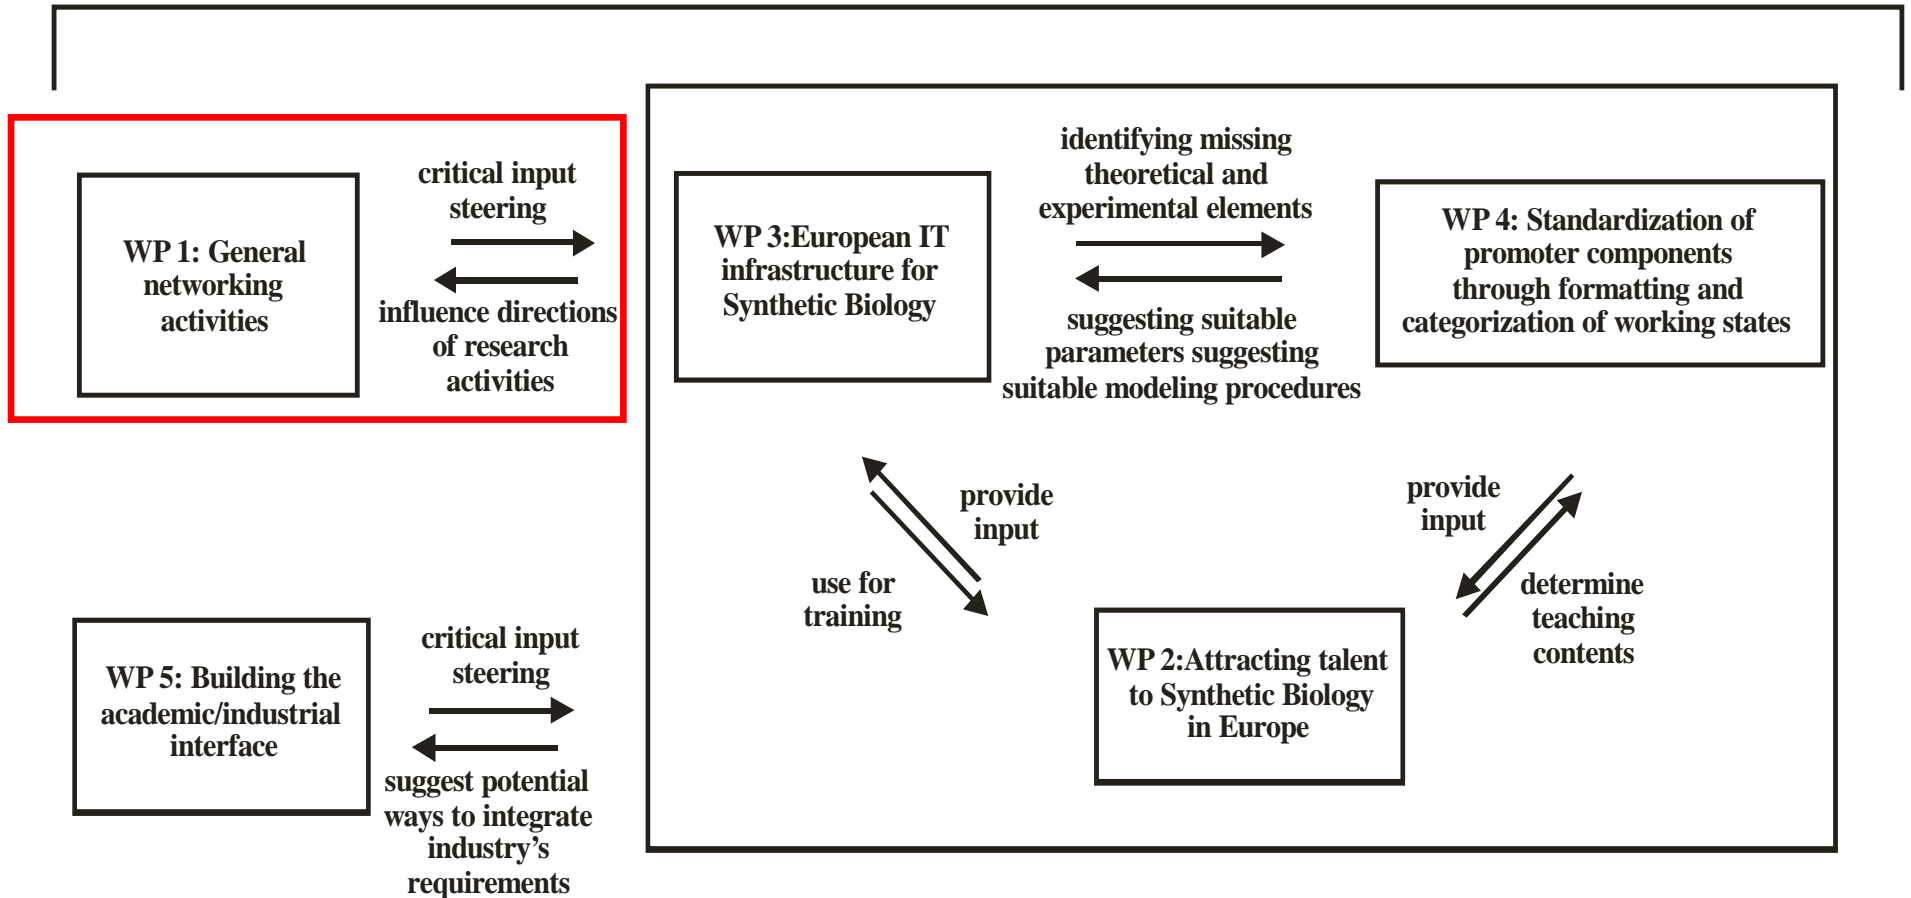 WP 1: General
networking
activities
critical input
steering
influence directions
of research
activities
WP 3:European IT
infrastructure for
Synthetic Biology
identifying missing
theoretical and
experimental elements
suggesting suitable
parameters suggesting
suitable modeling procedures
WP 4: Standardization of
promoter components
through formatting and
categorization of working states
provide
input
use for
training
provide
input
determine
teaching
contents
WP 5: Building the
academic/industrial
interface
critical input
steering
suggest potential
ways to integrate
industry’s
requirements
WP 2:Attracting talent
to Synthetic Biology
in Europe